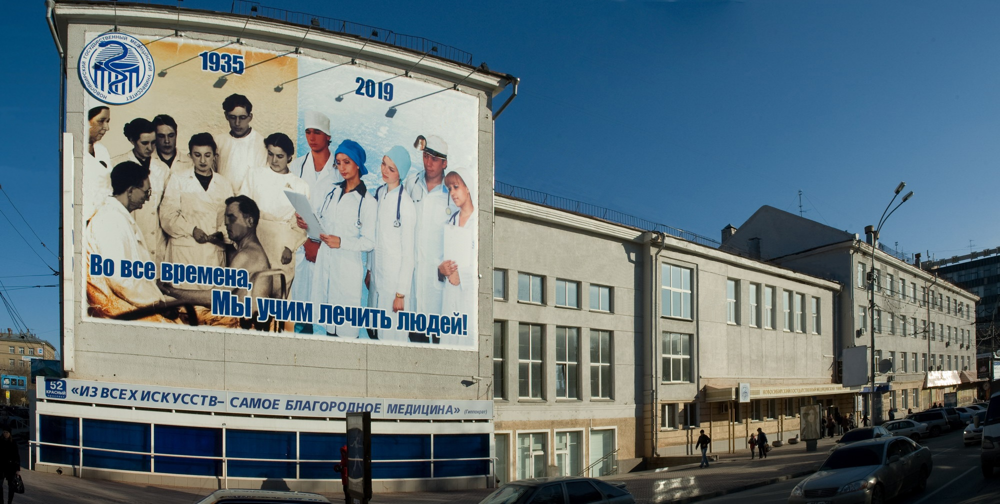 НОВОСИБИРСКИЙ ГОСУДАРСТВЕННЫЙ МЕДИЦИНСКИЙ УНИВЕРСИТЕТ
1935
2019
Во все времена,
Мы учим лечить людей!
52
КРАСНЫЙ
проспект
«ИЗ ВСЕХ ИСКУССТВ– САМОЕ БЛАГОРОДНОЕ МЕДИЦИНА» (Гиппократ)
НОВОСИБИРСКИЙ ГОСУДАРСТВЕННЫЙ МЕДИЦИНСКИЙ